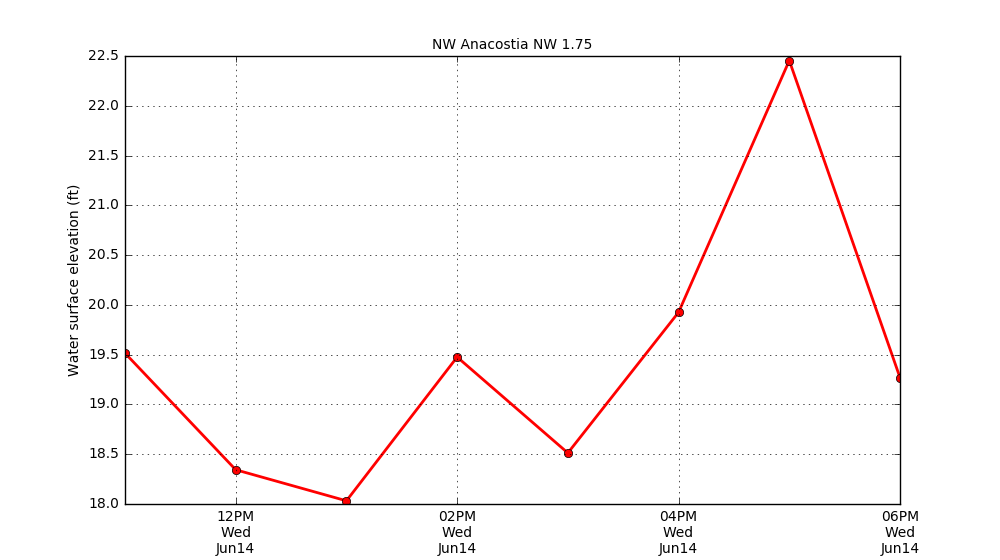 NW Anacostia NW 1.75
22.5
22.0
21.5
21.0
20.5
20.0
19.5
19.0
18.5
18.0
Water surface elevation (ft)
12PM 02PM 04PM 06PM
Wed Wed Wed Wed
Jun14 Jun14 Jun14 Jun14